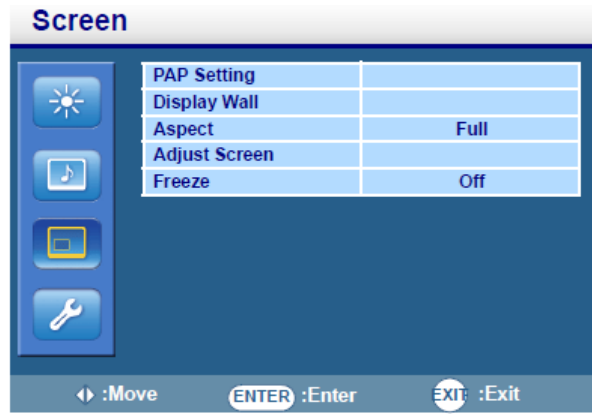 Screen
PAP Setting
Display Wall
Aspect Full
Adjust Screen
Freeze Off
:Move ENTER :Enter EXIT :Exit